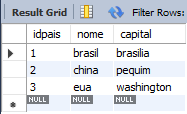 Result Grid Filter Rows:
idpais nome capital
1 brasil brasilia
2 china pequim
3 eua washington
NULL NULL NULL